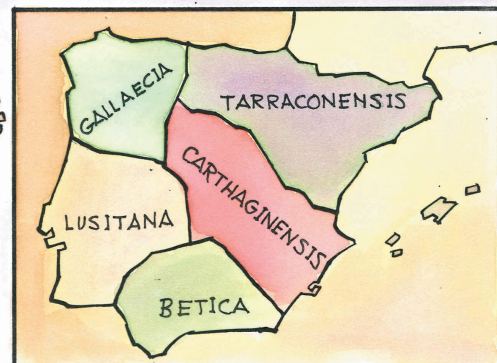 GALLAECIA
TARRACONENSIS
CARTHAGINENSIS
LUSITANA
BETICA